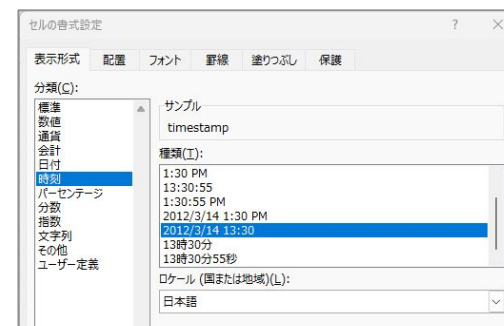 セルの書式設定 ? ×
表示形式 配置 フォント 罫線 塗りつぶし 保護
分類(C):
標準
数値
通貨
会計
日付
時刻
パーセンテージ
分数
指数
文字列
その他
ユーザー定義
サンプル
timestamp
種類(T):
1:30 PM
13:30:55
1:30:55 PM
2012/3/14 1:30 PM
2012/3/14 13:30
13時30分
13時30分55秒
ロケール (国または地域)(L):
日本語